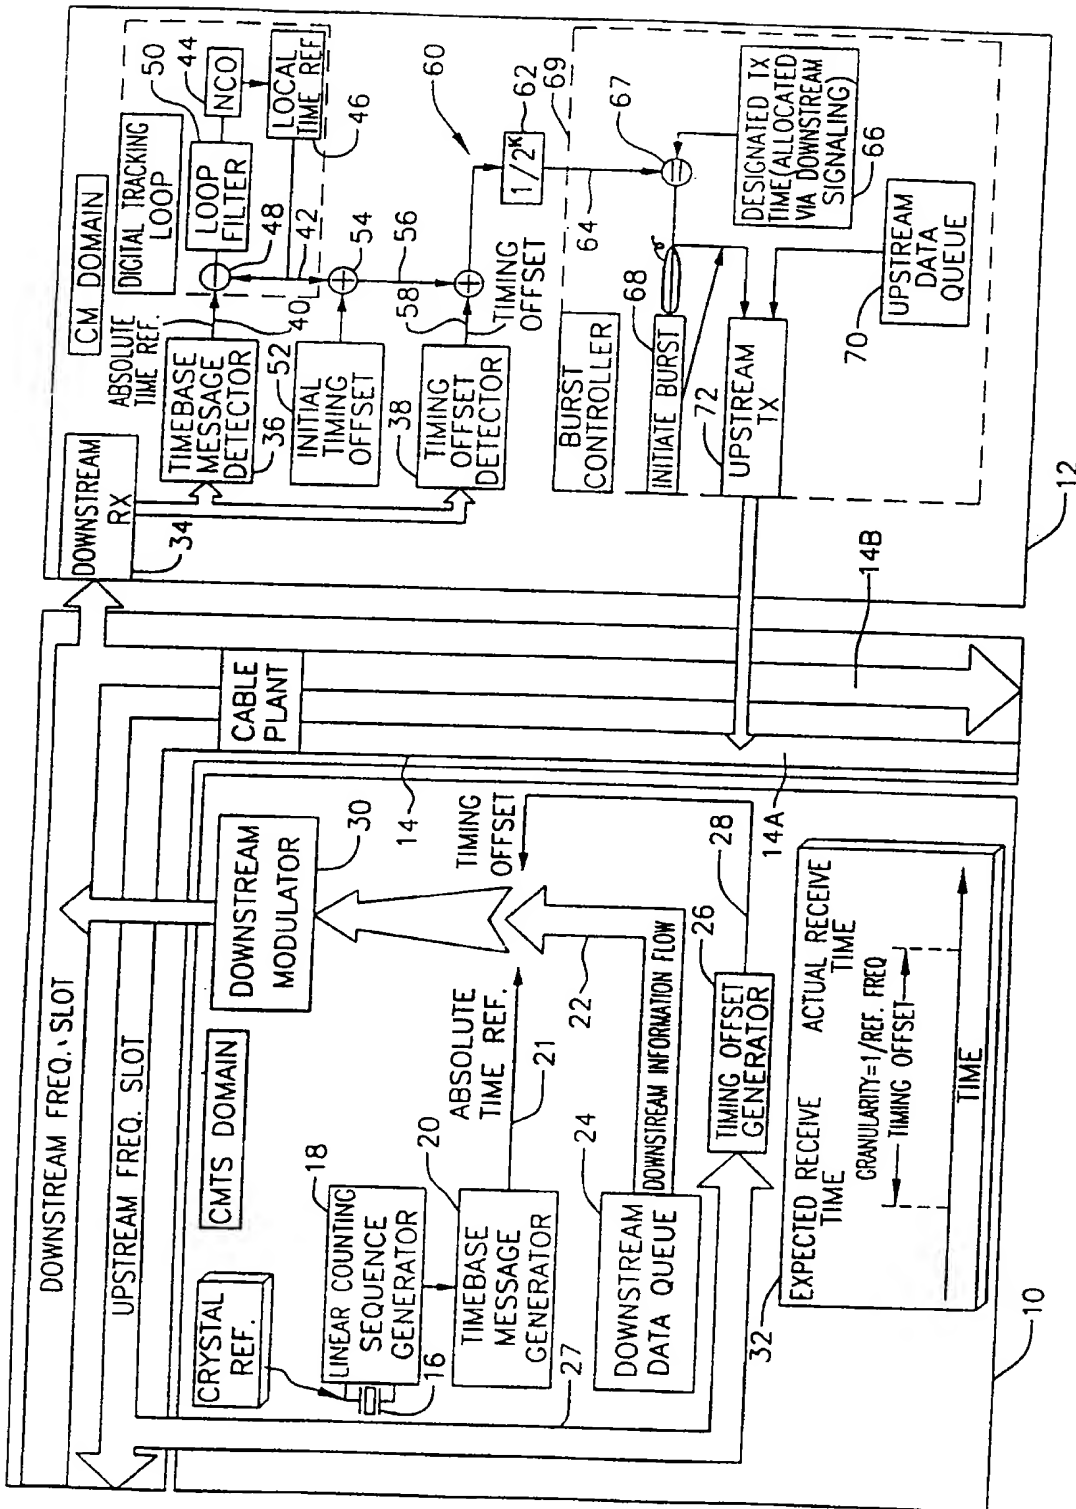 DOWNSTREAM FREQ. SLOT
UPSTREAM FREQ. SLOT
CABLE
PLANT
14
14A
14B
CMTS DOMAIN
CRYSTAL
REF.
16
LINEAR COUNTING
SEQUENCE
GENERATOR
18
TIMEBASE
MESSAGE
GENERATOR
20
ABSOLUTE
TIME REF.
21
DOWNSTREAM
MODULATOR
30
TIMING
OFFSET
22
DOWNSTREAM INFORMATION FLOW
DOWNSTREAM
DATA QUEUE
24
TIMING OFFSET
GENERATOR
26
28
27
32
EXPECTED RECEIVE
TIME
ACTUAL RECEIVE
TIME
GRANULARITY=1/REF. FREQ
TIMING OFFSET
TIME
10
CM DOMAIN
DOWNSTREAM
RX
34
DIGITAL TRACKING
LOOP
ABSOLUTE
TIME REF.
40
TIMEBASE
MESSAGE
DETECTOR
36
48
LOOP
FILTER
50
NCO
44
LOCAL
TIME REF
46
42
INITIAL
TIMING
OFFSET
52
54
56
TIMING
OFFSET
DETECTOR
38
58
TIMING
OFFSET
60
1/2K
62
64
69
BURST
CONTROLLER
INITIATE BURST
68
=
67
DESIGNATED TX
TIME(ALLOCATED
VIA DOWNSTREAM
SIGNALING)
66
UPSTREAM
TX
72
UPSTREAM
DATA
QUEUE
70
12